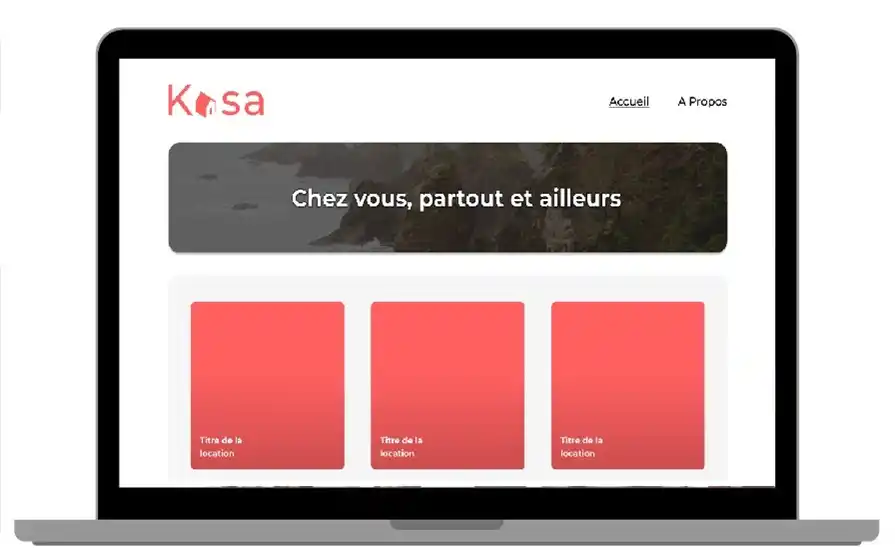 Kasa
Accueil
A Propos
Chez vous, partout et ailleurs
Titre de la
location
Titre de la
location
Titre de la
location